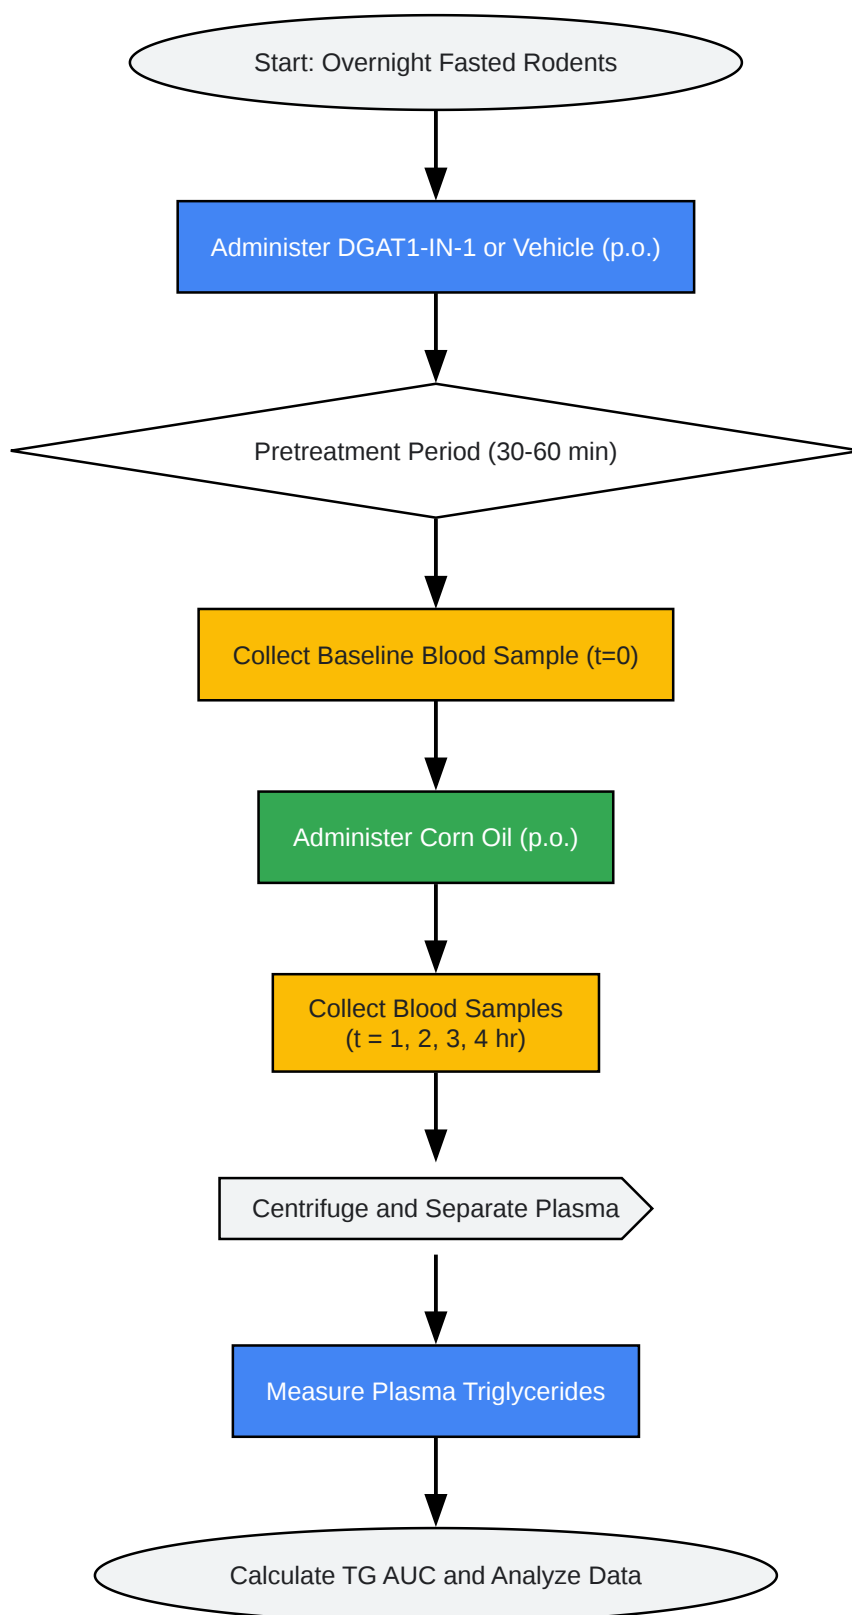 Start: Overnight Fasted Rodents
Administer DGAT1-IN-1 or Vehicle (p.o.)
Pretreatment Period (30-60 min)
Collect Baseline Blood Sample (t=0)
Administer Corn Oil (p.o.)
Collect Blood Samples
(t = 1, 2, 3, 4 hr)
Centrifuge and Separate Plasma
Measure Plasma Triglycerides
Calculate TG AUC and Analyze Data